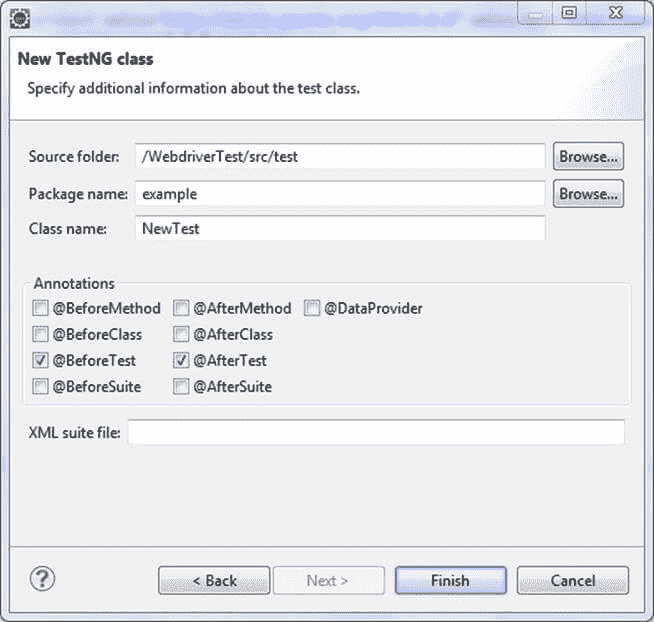 New TestNG class
Specify additional information about the test class.
Source folder: /WebdriverTest/src/test Browse...
Package name: example Browse...
Class name: NewTest
Annotations
@BeforeMethod @AfterMethod @DataProvider
@BeforeClass @AfterClass
@BeforeTest @AfterTest
@BeforeSuite @AfterSuite
XML suite file:
? < Back Next > Finish Cancel